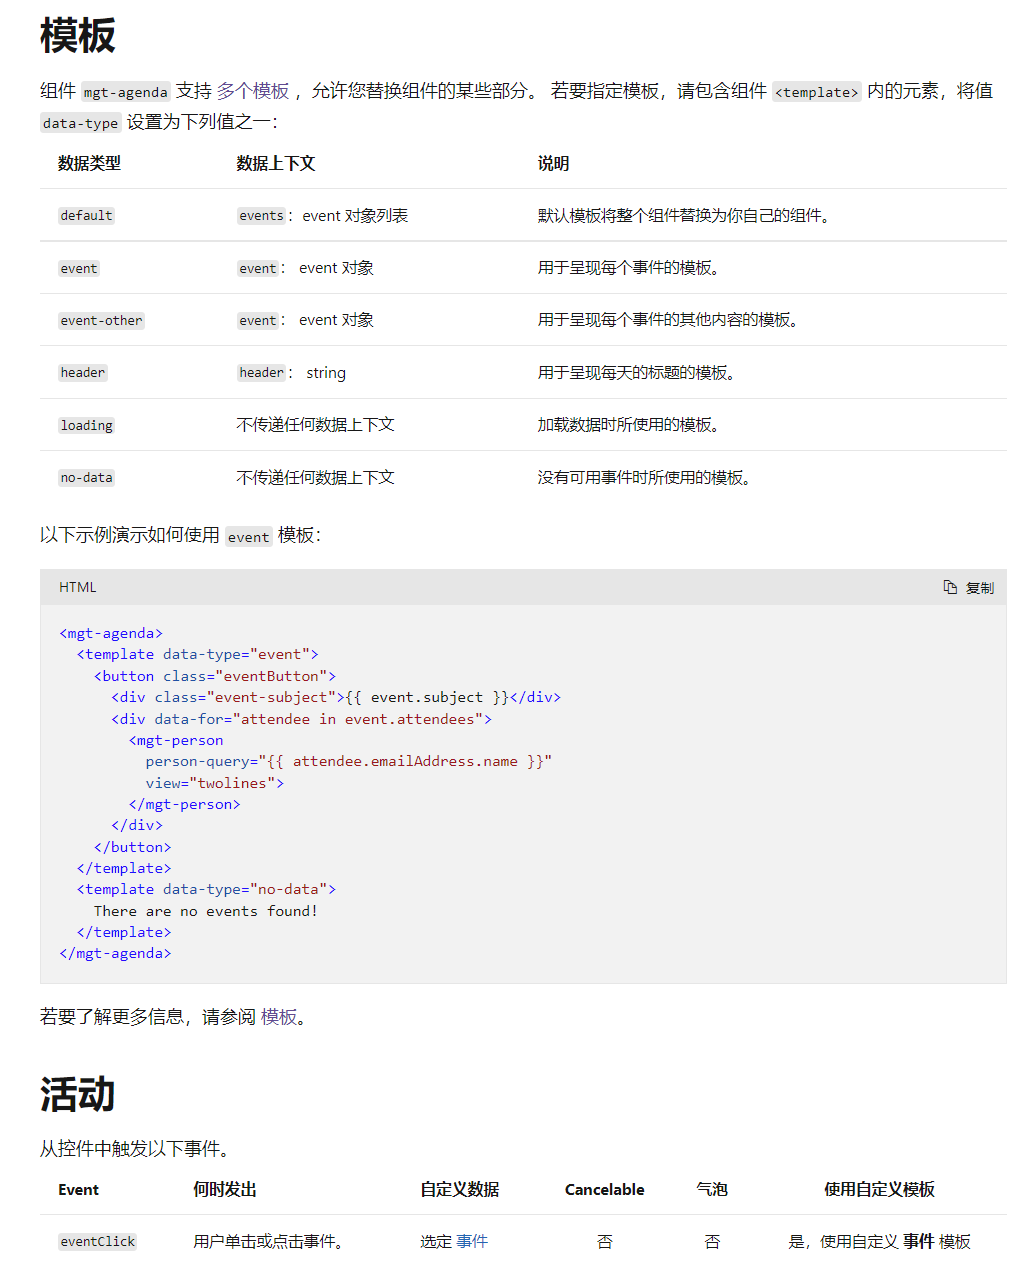 模板
组件 mgt-agenda 支持 多个模板 ，允许您替换组件的某些部分。 若要指定模板，请包含组件 <template> 内的元素，将值
data-type 设置为下列值之一：
数据类型 数据上下文 说明
default events： event 对象列表 默认模板将整个组件替换为你自己的组件。
event event： event 对象 用于呈现每个事件的模板。
event-other event： event 对象 用于呈现每个事件的其他内容的模板。
header header： string 用于呈现每天的标题的模板。
loading 不传递任何数据上下文 加载数据时所使用的模板。
no-data 不传递任何数据上下文 没有可用事件时所使用的模板。
以下示例演示如何使用 event 模板：
HTML 复制
<mgt-agenda>
  <template data-type="event">
    <button class="eventButton">
      <div class="event-subject">{{ event.subject }}</div>
      <div data-for="attendee in event.attendees">
        <mgt-person
          person-query="{{ attendee.emailAddress.name }}"
          view="twolines">
        </mgt-person>
      </div>
    </button>
  </template>
  <template data-type="no-data">
    There are no events found!
  </template>
</mgt-agenda>
若要了解更多信息，请参阅 模板。
活动
从控件中触发以下事件。
Event 何时发出 自定义数据 Cancelable 气泡 使用自定义模板
eventClick 用户单击或点击事件。 选定 事件 否 否 是，使用自定义 事件 模板